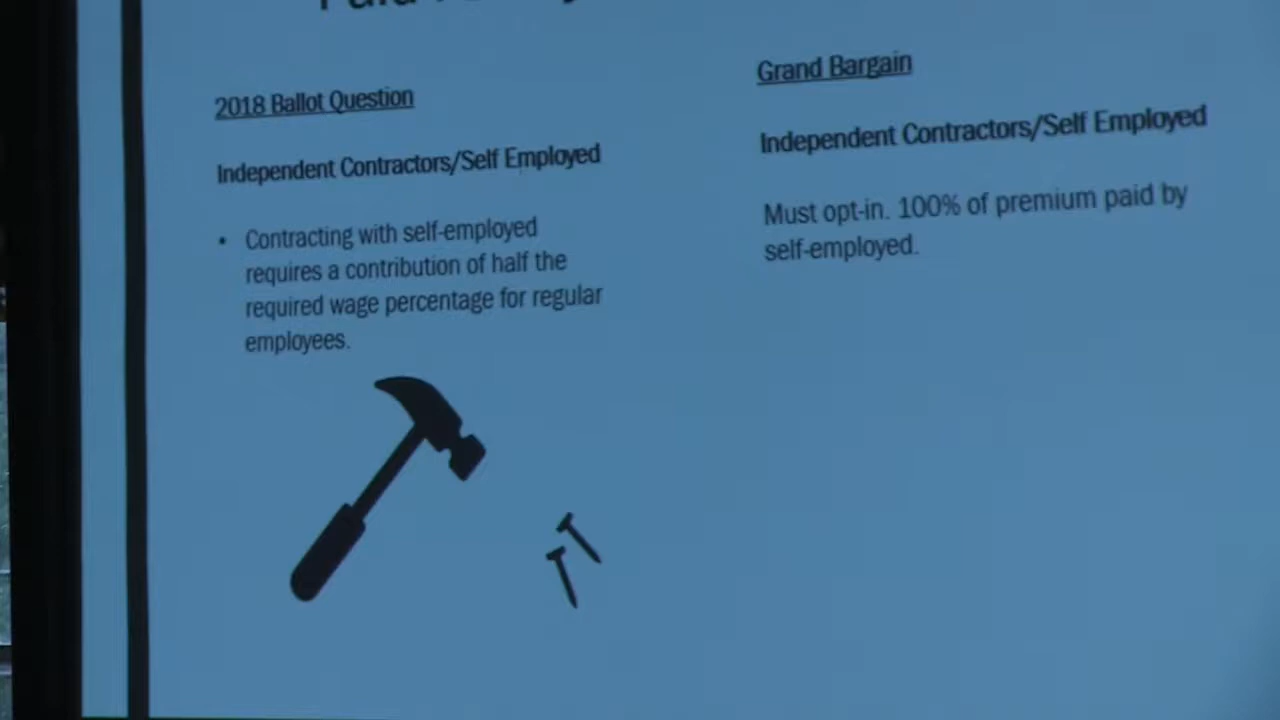 Paid
2018 Ballot Question
Independent Contractors/Self Employed
• Contracting with self-employed
requires a contribution of half the
required wage percentage for regular
employees.
Grand Bargain
Independent Contractors/Self Employed
Must opt-in. 100% of premium paid by
self-employed.